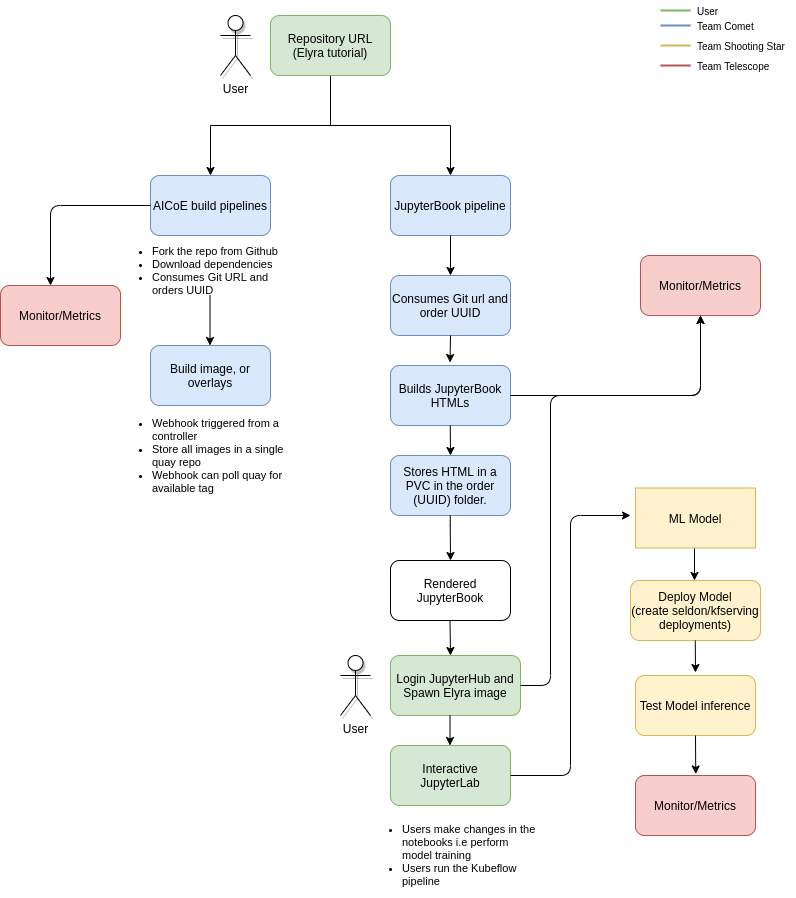 User
Team Comet
Team Shooting Star
Team Telescope
Repository URL
(Elyra tutorial)
User
AICoE build pipelines
Fork the repo from Github
Download dependencies
Consumes Git URL and
orders UUID
Monitor/Metrics
Build image, or
overlays
Webhook triggered from a
controller
Store all images in a single
quay repo
Webhook can poll quay for
available tag
JupyterBook pipeline
Consumes Git url and
order UUID
Builds JupyterBook
HTMLs
Stores HTML in a
PVC in the order
(UUID) folder.
Rendered
JupyterBook
User
Login JupyterHub and
Spawn Elyra image
Interactive
JupyterLab
Users make changes in the
notebooks i.e perform
model training
Users run the Kubeflow
pipeline
Monitor/Metrics
ML Model
Deploy Model
(create seldon/kfserving
deployments)
Test Model inference
Monitor/Metrics